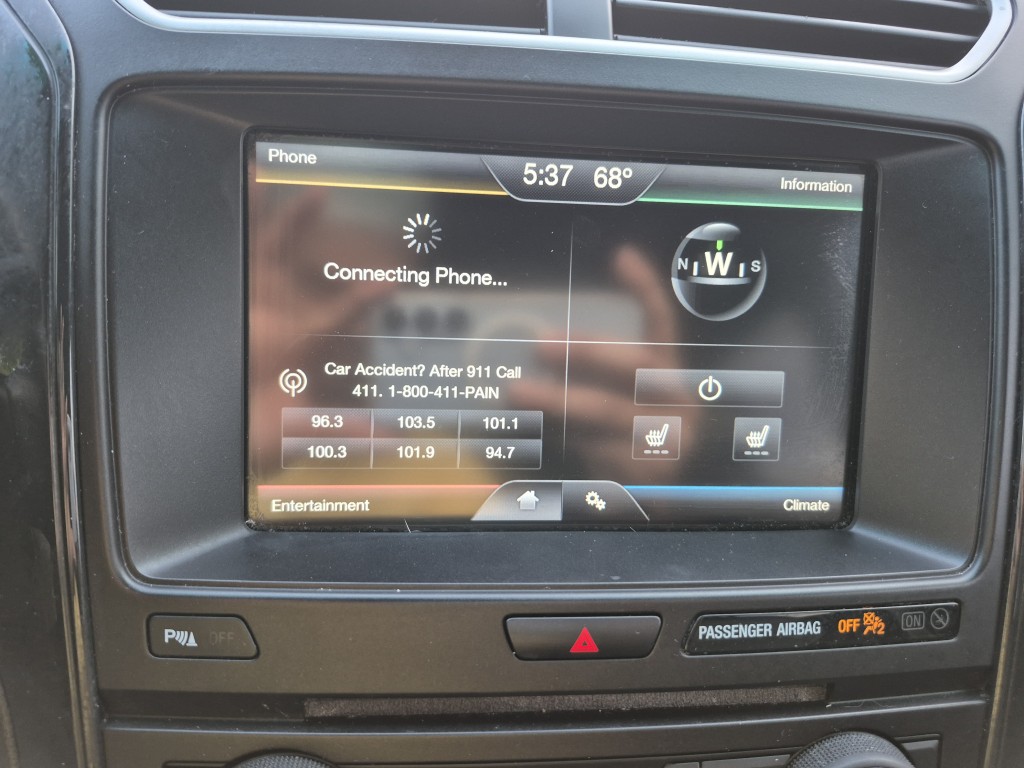 Phone
5:37 68°
Information
Connecting Phone...
N W S
Car Accident? After 911 Call
411. 1-800-411-PAIN
96.3 103.5 101.1
100.3 101.9 94.7
Entertainment
Climate
P OFF
PASSENGER AIRBAG OFF 2 ON